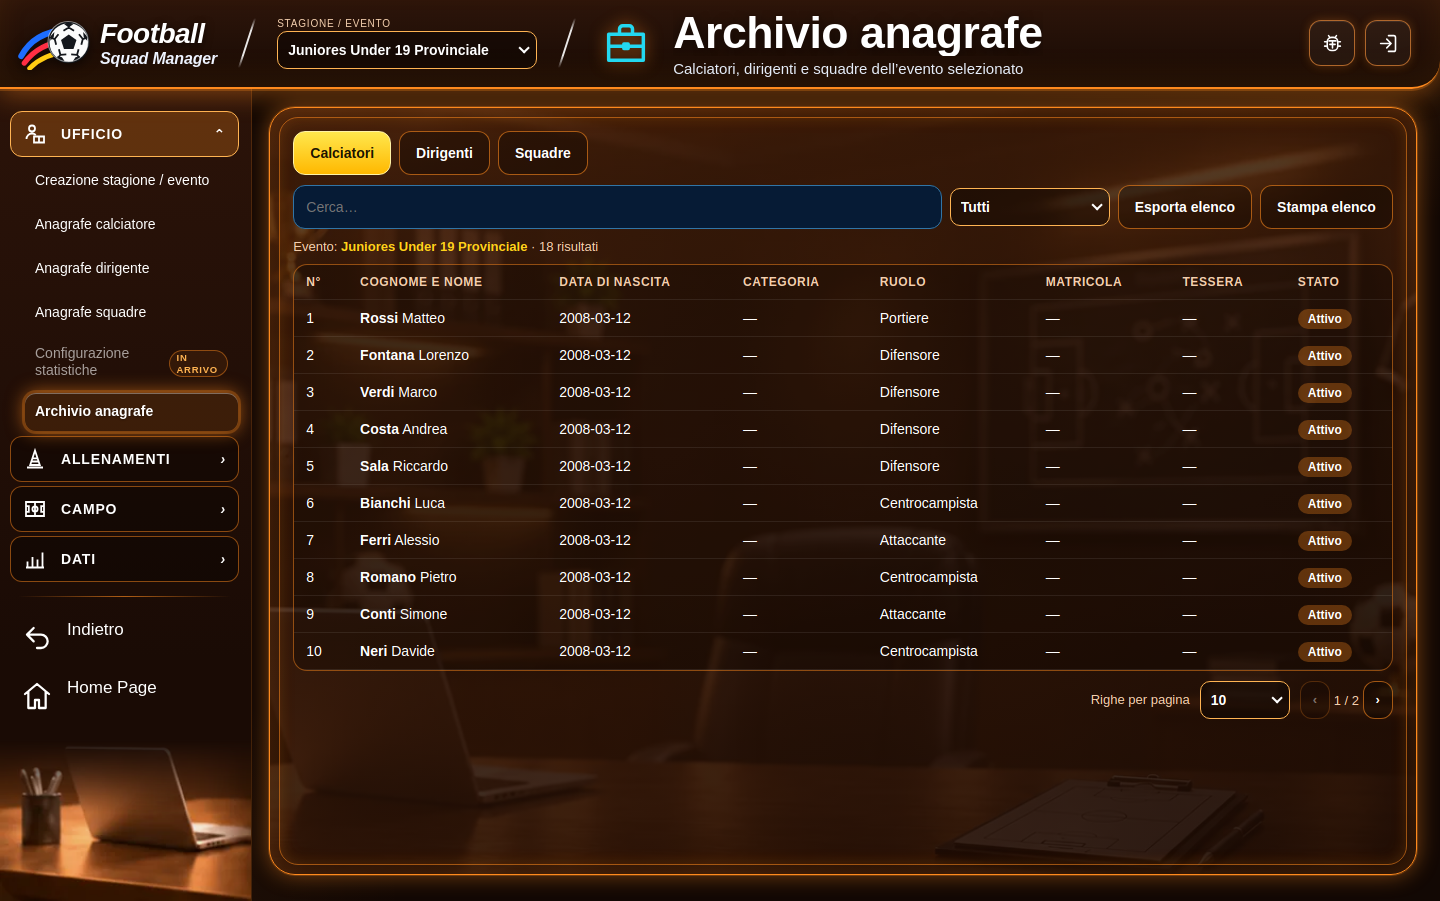 Football
Squad Manager
STAGIONE / EVENTO
Juniores Under 19 Provinciale
Archivio anagrafe
Calciatori, dirigenti e squadre dell'evento selezionato
UFFICIO
Creazione stagione / evento
Anagrafe calciatore
Anagrafe dirigente
Anagrafe squadre
Configurazione
statistiche
IN
ARRIVO
Archivio anagrafe
ALLENAMENTI
CAMPO
DATI
Indietro
Home Page
Calciatori Dirigenti Squadre
Cerca… Tutti Esporta elenco Stampa elenco
Evento: Juniores Under 19 Provinciale · 18 risultati
N° COGNOME E NOME DATA DI NASCITA CATEGORIA RUOLO MATRICOLA TESSERA STATO
1 Rossi Matteo 2008-03-12 — Portiere — — Attivo
2 Fontana Lorenzo 2008-03-12 — Difensore — — Attivo
3 Verdi Marco 2008-03-12 — Difensore — — Attivo
4 Costa Andrea 2008-03-12 — Difensore — — Attivo
5 Sala Riccardo 2008-03-12 — Difensore — — Attivo
6 Bianchi Luca 2008-03-12 — Centrocampista — — Attivo
7 Ferri Alessio 2008-03-12 — Attaccante — — Attivo
8 Romano Pietro 2008-03-12 — Centrocampista — — Attivo
9 Conti Simone 2008-03-12 — Attaccante — — Attivo
10 Neri Davide 2008-03-12 — Centrocampista — — Attivo
Righe per pagina 10 ‹ 1 / 2 ›